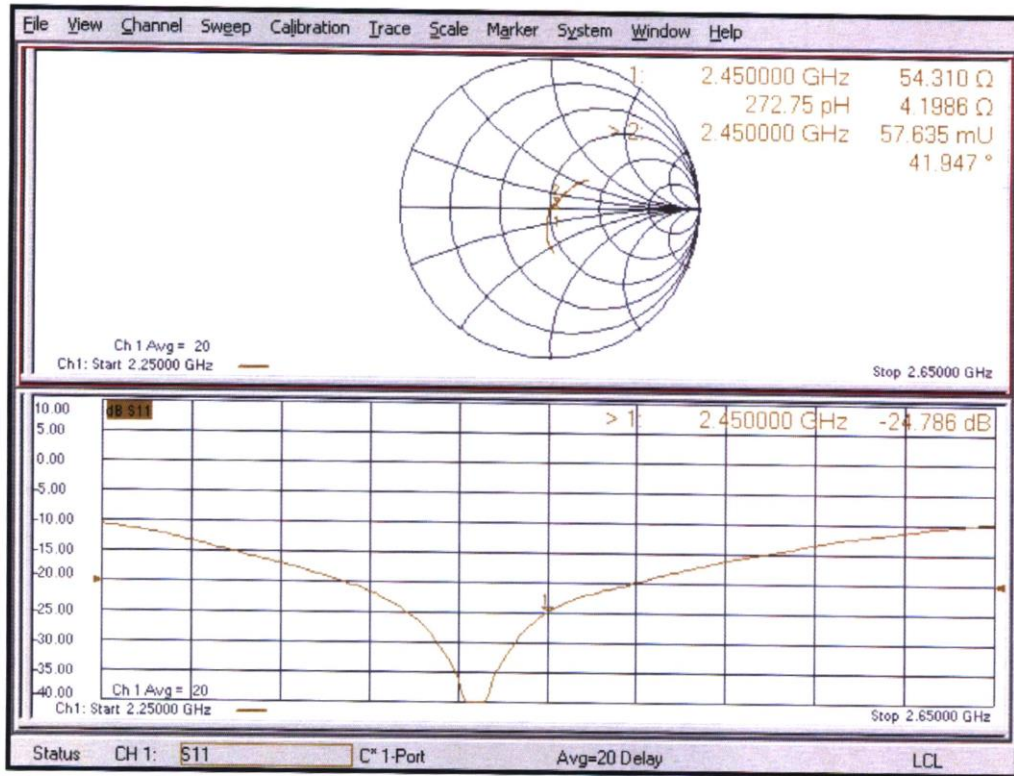 File View Channel Sweep Calibration Trace Scale Marker System Window Help
1: 2.450000 GHz 54.310 Ω
272.75 pH 4.1986 Ω
> 2: 2.450000 GHz 57.635 mU
41.947 °
2
1
Ch 1 Avg = 20
Ch1: Start 2.25000 GHz
Stop 2.65000 GHz
dB S11
> 1: 2.450000 GHz -24.786 dB
10.00
5.00
0.00
-5.00
-10.00
-15.00
-20.00
-25.00
-30.00
-35.00
-40.00
1
Ch 1 Avg = 20
Ch1: Start 2.25000 GHz
Stop 2.65000 GHz
Status CH 1: S11 C* 1-Port Avg=20 Delay LCL